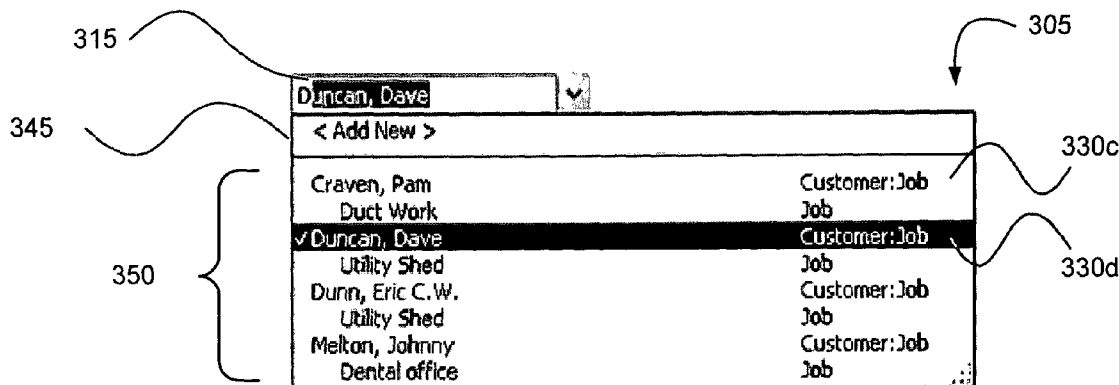 315
305
Duncan, Dave
345
< Add New >
330c
Craven, Pam Customer:Job
Duct Work Job
✓Duncan, Dave Customer:Job
Utility Shed Job
330d
350
Dunn, Eric C.W. Customer:Job
Utility Shed Job
Melton, Johnny Customer:Job
Dental office Job